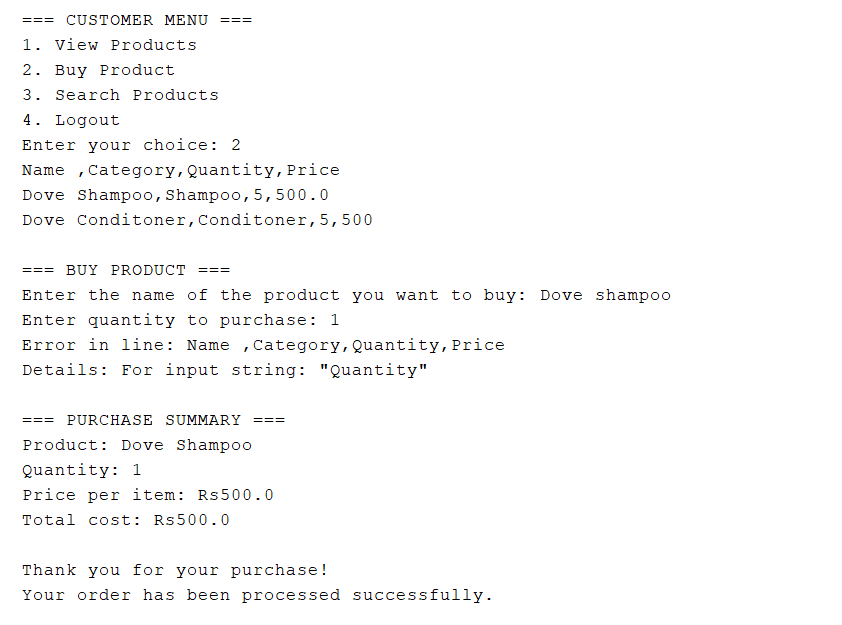 === CUSTOMER MENU ===
1. View Products
2. Buy Product
3. Search Products
4. Logout
Enter your choice: 2
Name ,Category,Quantity,Price
Dove Shampoo,Shampoo,5,500.0
Dove Conditoner,Conditoner,5,500
=== BUY PRODUCT ===
Enter the name of the product you want to buy: Dove shampoo
Enter quantity to purchase: 1
Error in line: Name ,Category,Quantity,Price
Details: For input string: "Quantity"
=== PURCHASE SUMMARY ===
Product: Dove Shampoo
Quantity: 1
Price per item: Rs500.0
Total cost: Rs500.0
Thank you for your purchase!
Your order has been processed successfully.